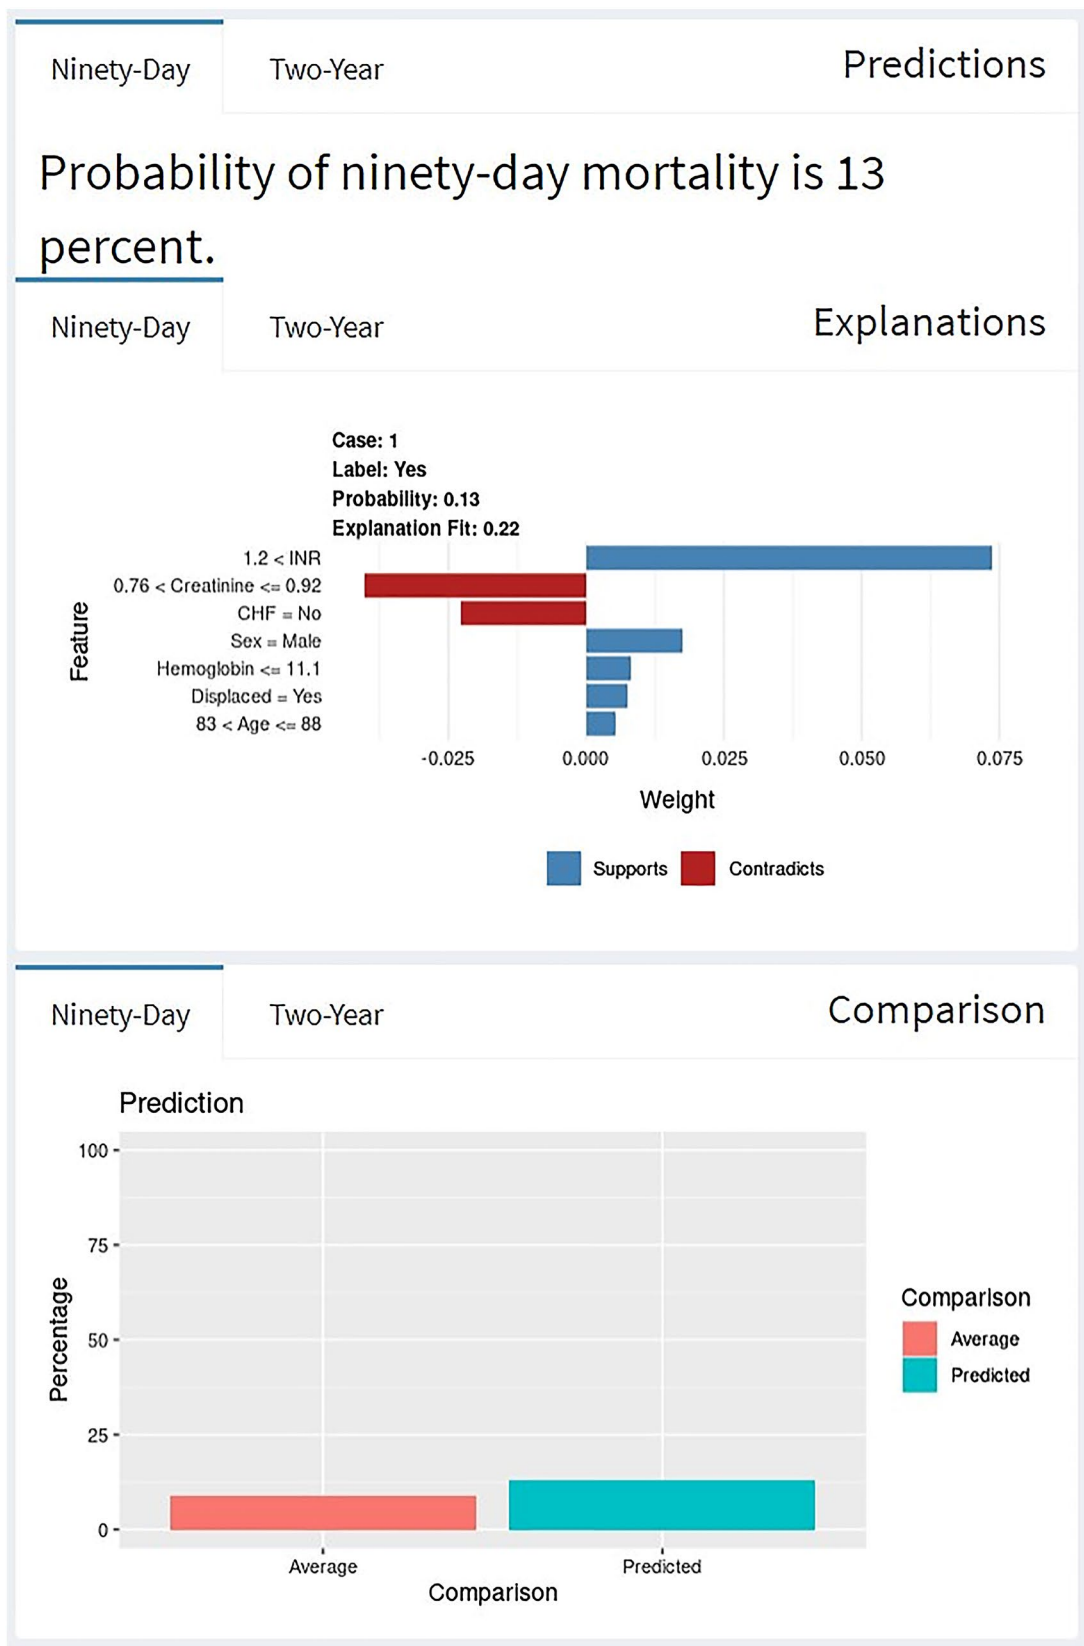 Ninety-Day Two-Year Predictions
Probability of ninety-day mortality is 13
percent.
Ninety-Day Two-Year Explanations
Case: 1
Label: Yes
Probability: 0.13
Explanation Fit: 0.22
Feature
1.2 < INR
0.76 < Creatinine <= 0.92
CHF = No
Sex = Male
Hemoglobin <= 11.1
Displaced = Yes
83 < Age <= 88
-0.025 0.000 0.025 0.050 0.075
Weight
Supports Contradicts
Ninety-Day Two-Year Comparison
Prediction
Percentage
100
75
50
25
0
Average Predicted
Comparison
Comparison
Average
Predicted